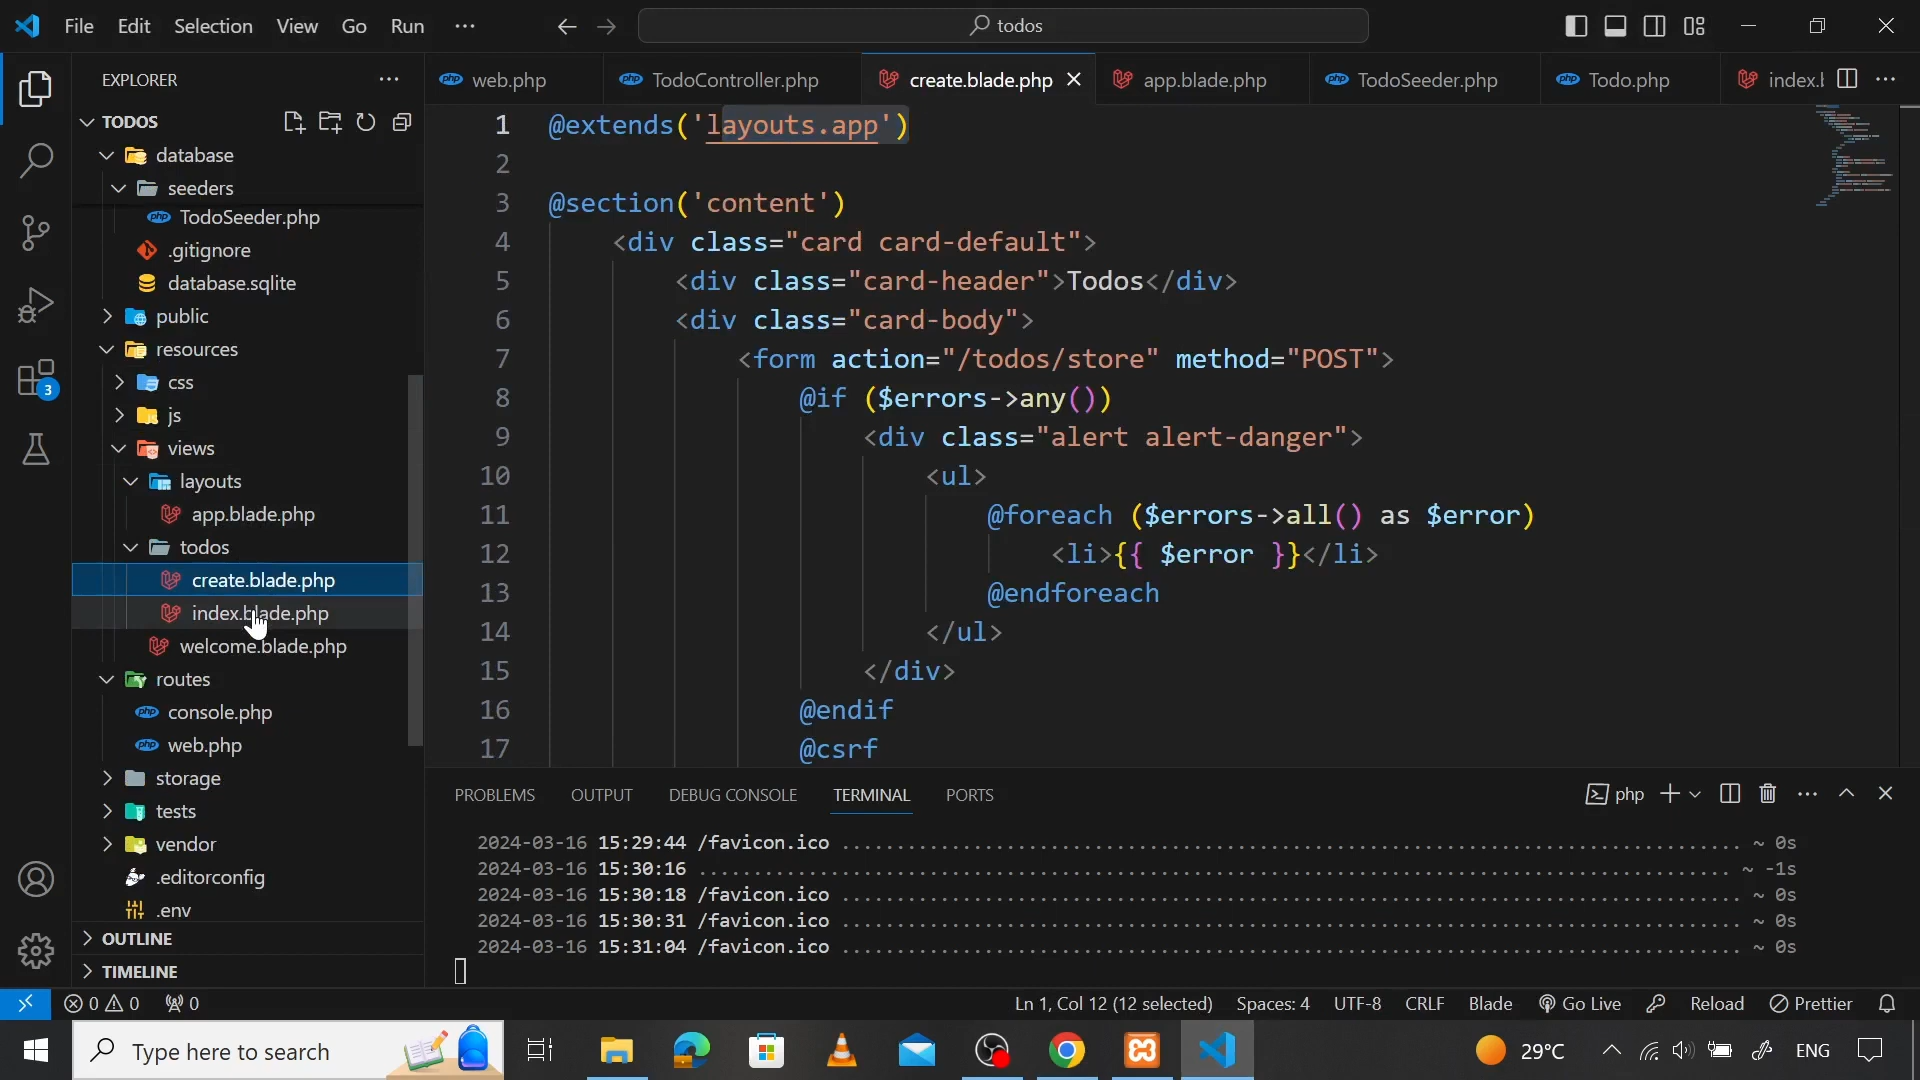 File Edit Selection View Go Run ···
todos
EXPLORER
web.php TodoController.php create.blade.php app.blade.php TodoSeeder.php Todo.php index.b
TODOS
database
seeders
TodoSeeder.php
.gitignore
database.sqlite
public
resources
css
js
views
layouts
app.blade.php
todos
create.blade.php
index.blade.php
welcome.blade.php
routes
console.php
web.php
storage
tests
vendor
.editorconfig
.env
OUTLINE
TIMELINE
3
1 @extends('layouts.app')
2
3 @section('content')
4 <div class="card card-default">
5 <div class="card-header">Todos</div>
6 <div class="card-body">
7 <form action="/todos/store" method="POST">
8 @if ($errors->any())
9 <div class="alert alert-danger">
10 <ul>
11 @foreach ($errors->all() as $error)
12 <li>{{ $error }}</li>
13 @endforeach
14 </ul>
15 </div>
16 @endif
17 @csrf
PROBLEMS OUTPUT DEBUG CONSOLE TERMINAL PORTS
php
2024-03-16 15:29:44 /favicon.ico ........................................ ~ 0s
2024-03-16 15:30:16 ........................................ ~ -1s
2024-03-16 15:30:18 /favicon.ico ........................................ ~ 0s
2024-03-16 15:30:31 /favicon.ico ........................................ ~ 0s
2024-03-16 15:31:04 /favicon.ico ........................................ ~ 0s
0 0 0 Ln 1, Col 12 (12 selected) Spaces: 4 UTF-8 CRLF Blade Go Live Reload Prettier
Type here to search 29°C ENG